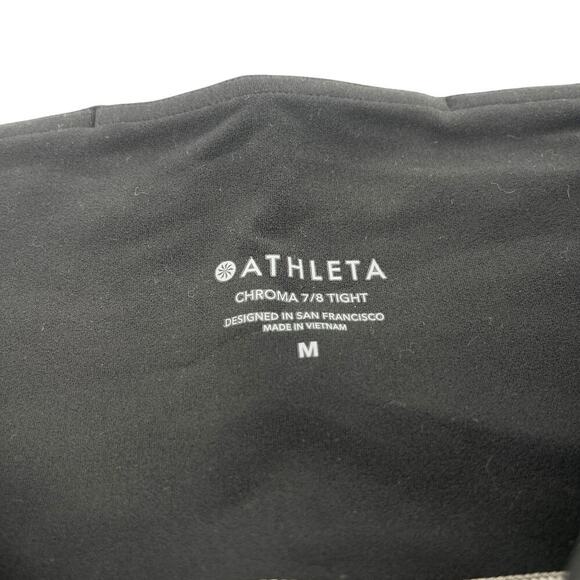 ATHLETA
CHROMA 7/8 TIGHT
DESIGNED IN SAN FRANCISCO
MADE IN VIETNAM
M